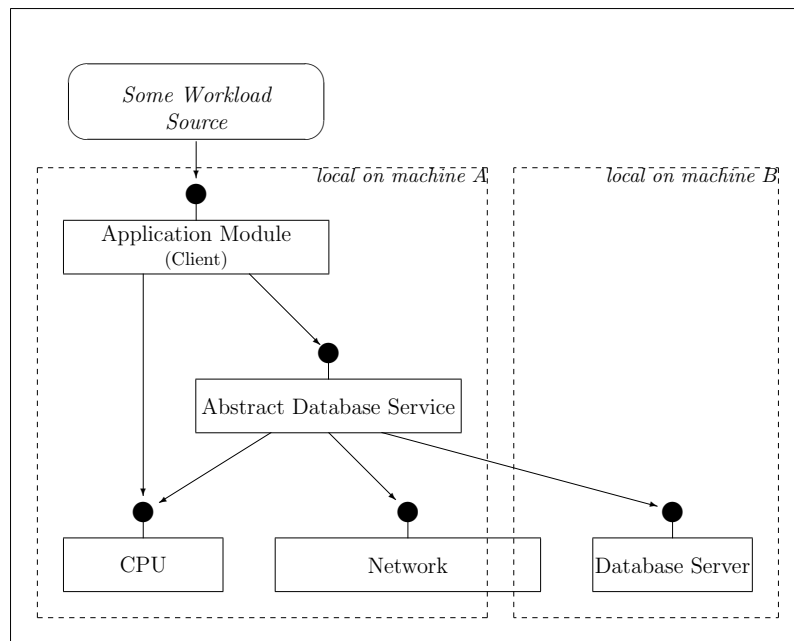 Some Workload
Source
local on machine A
local on machine B
Application Module
(Client)
Abstract Database Service
CPU
Network
Database Server